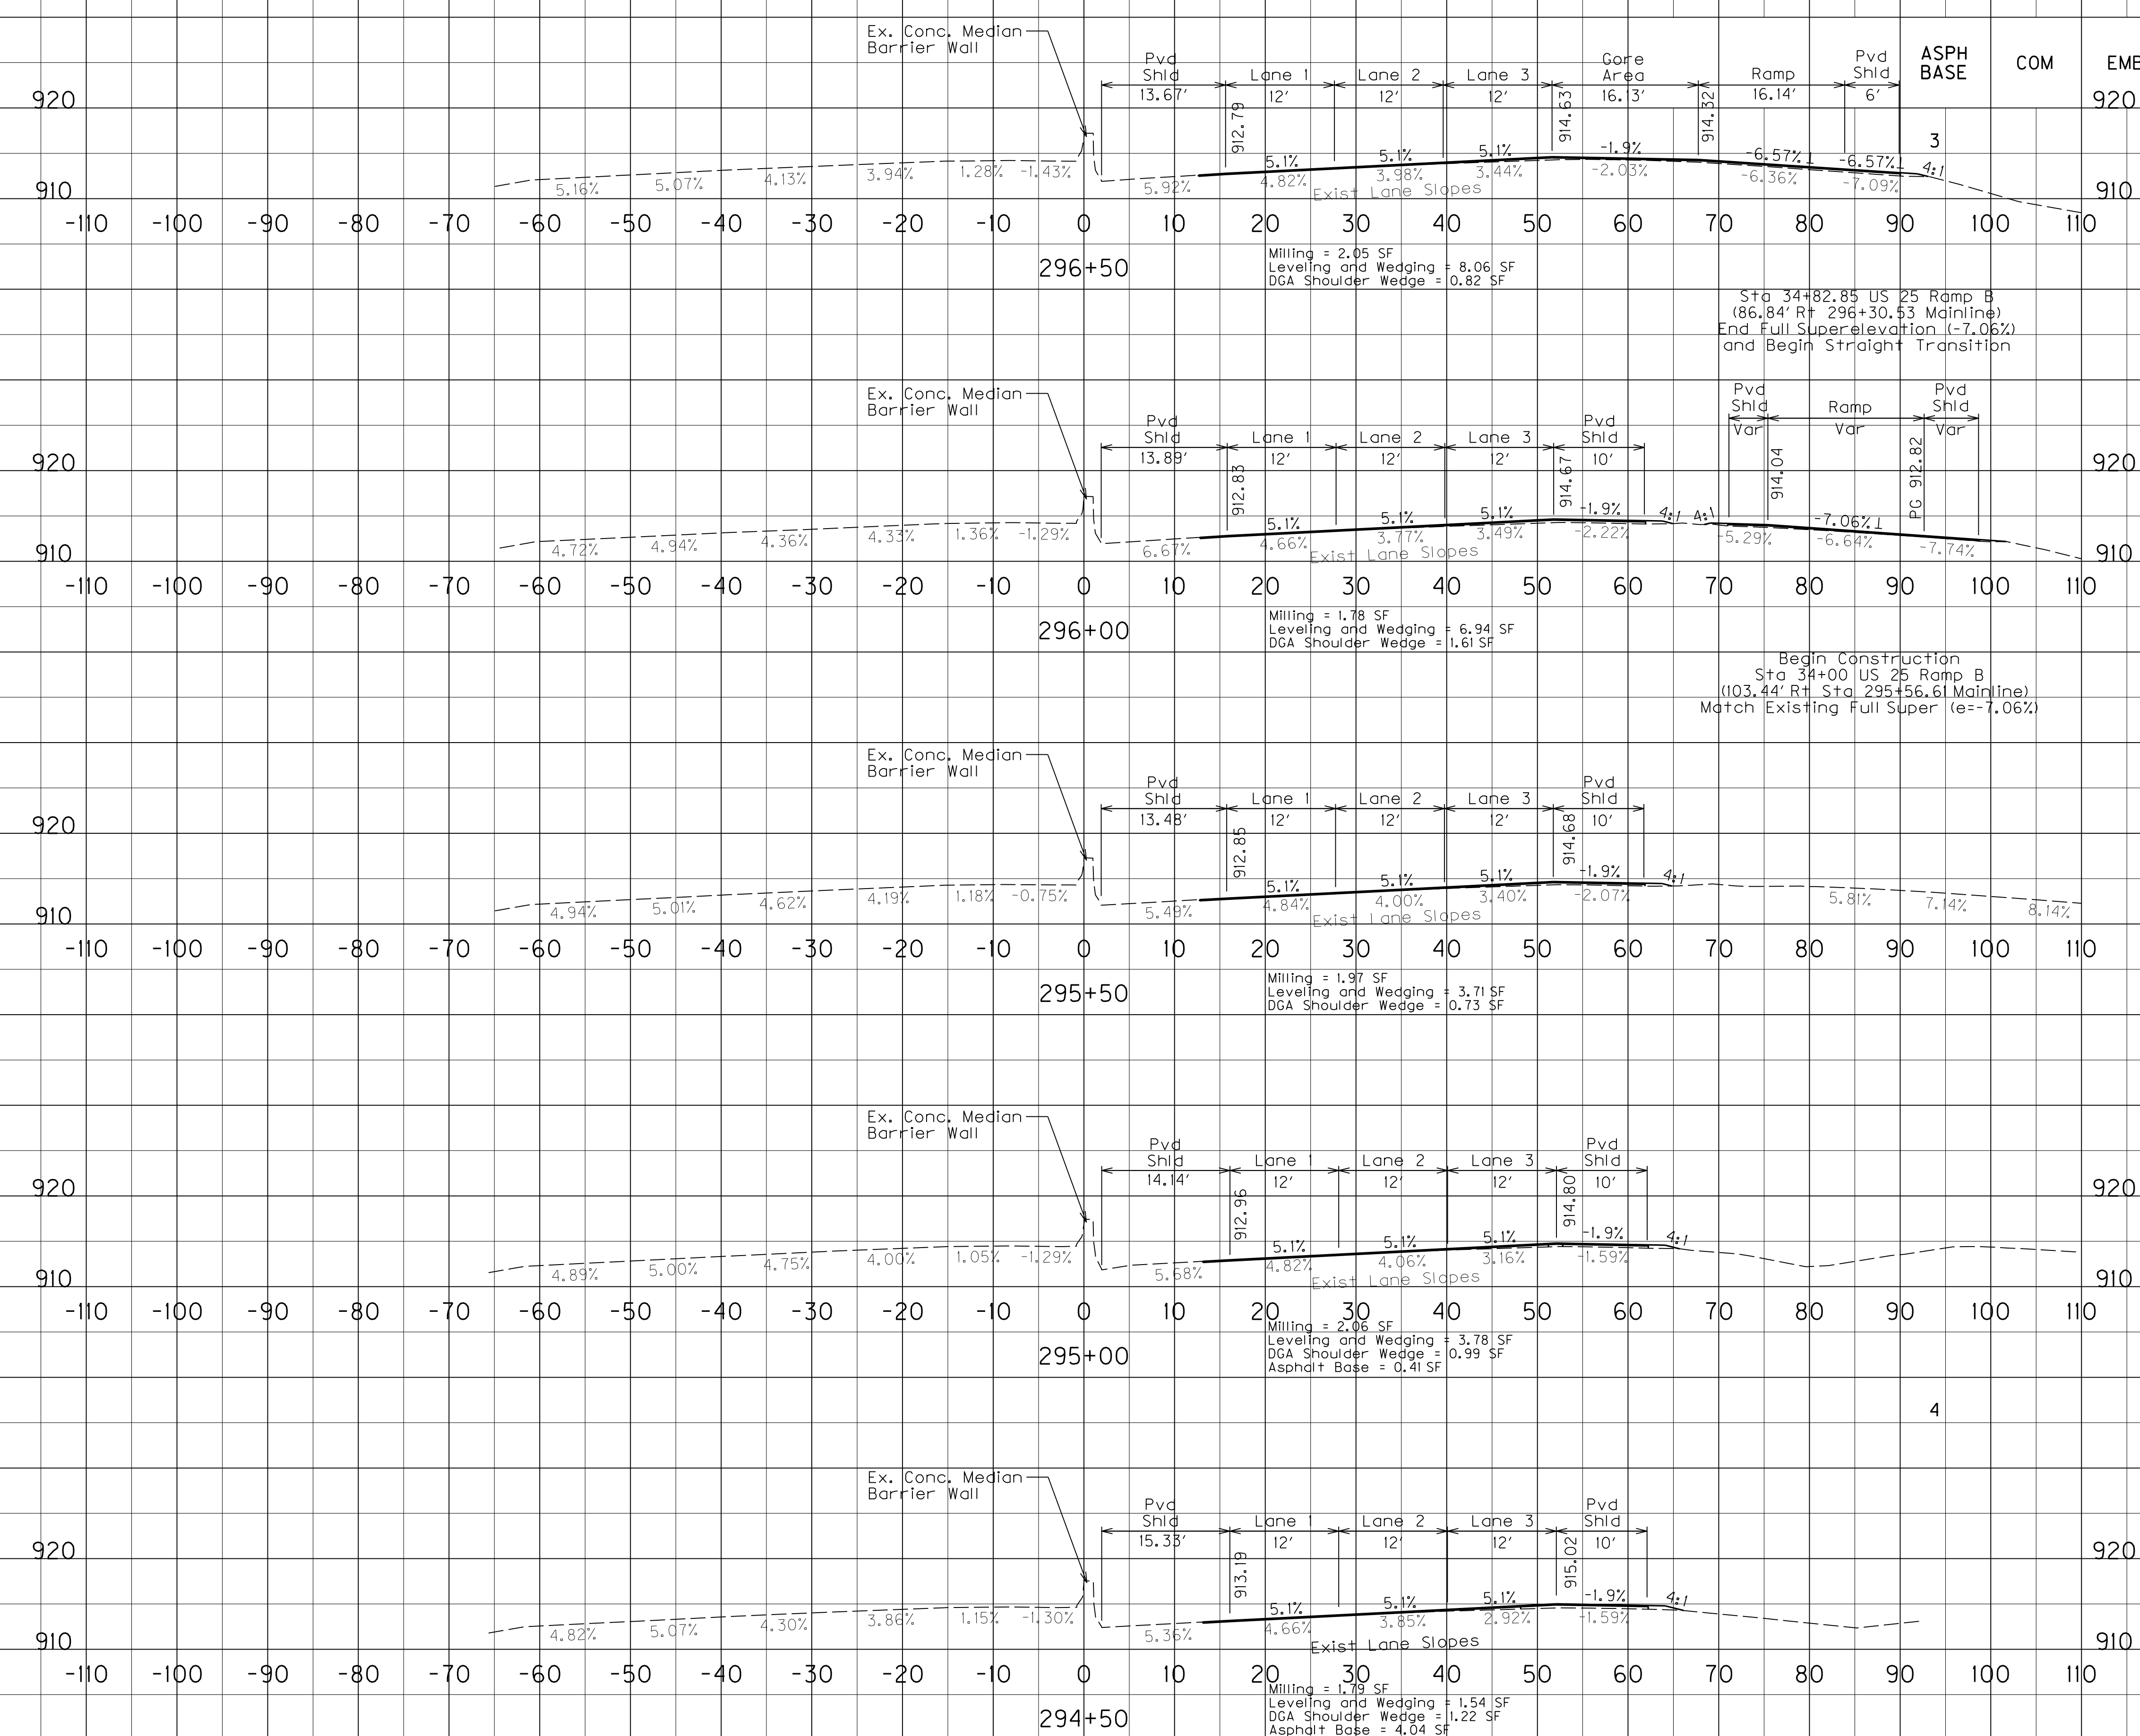 Ex. Conc. Median
Barrier Wall
Pvd
Shld
13.67'
Lane 1
12'
Lane 2
12'
Lane 3
12'
Gore
Area
16.13'
Ramp
16.14'
Pvd
Shld
6'
ASPH
BASE
COM
EMB
920
920
912.79
914.63
914.32
3
5.1%
5.1%
5.1%
-1.9%
-6.57%⊥
-6.57%⊥
4:1
5.16%
5.07%
4.13%
3.94%
1.28%
-1.43%
5.92%
4.82%
3.98%
3.44%
-2.03%
-6.36%
-7.09%
Exist Lane Slopes
910
910
-110 -100 -90 -80 -70 -60 -50 -40 -30 -20 -10 0 10 20 30 40 50 60 70 80 90 100 110
296+50
Milling = 2.05 SF
Leveling and Wedging = 8.06 SF
DGA Shoulder Wedge = 0.82 SF
Sta 34+82.85 US 25 Ramp B
(86.84' Rt 296+30.53 Mainline)
End Full Superelevation (-7.06%)
and Begin Straight Transition
Ex. Conc. Median
Barrier Wall
Pvd
Shld
13.89'
Lane 1
12'
Lane 2
12'
Lane 3
12'
Pvd
Shld
10'
Pvd
Shld
Var
Ramp
Var
Pvd
Shld
Var
920
920
912.83
914.67
914.04
PG 912.82
5.1%
5.1%
5.1%
-1.9%
4:1
4:1
-7.06%⊥
4.72%
4.94%
4.36%
4.33%
1.36%
-1.29%
6.67%
4.66%
3.77%
3.49%
-2.22%
-5.29%
-6.64%
-7.74%
Exist Lane Slopes
910
910
-110 -100 -90 -80 -70 -60 -50 -40 -30 -20 -10 0 10 20 30 40 50 60 70 80 90 100 110
296+00
Milling = 1.78 SF
Leveling and Wedging = 6.94 SF
DGA Shoulder Wedge = 1.61 SF
Begin Construction
Sta 34+00 US 25 Ramp B
(103.44' Rt Sta 295+56.61 Mainline)
Match Existing Full Super (e=-7.06%)
Ex. Conc. Median
Barrier Wall
Pvd
Shld
13.48'
Lane 1
12'
Lane 2
12'
Lane 3
12'
Pvd
Shld
10'
920
920
912.85
914.68
5.1%
5.1%
5.1%
-1.9%
4:1
4.94%
5.01%
4.62%
4.19%
1.18%
-0.75%
5.49%
4.84%
4.00%
3.40%
-2.07%
5.81%
7.14%
8.14%
Exist Lane Slopes
910
910
-110 -100 -90 -80 -70 -60 -50 -40 -30 -20 -10 0 10 20 30 40 50 60 70 80 90 100 110
295+50
Milling = 1.97 SF
Leveling and Wedging = 3.71 SF
DGA Shoulder Wedge = 0.73 SF
Ex. Conc. Median
Barrier Wall
Pvd
Shld
14.14'
Lane 1
12'
Lane 2
12'
Lane 3
12'
Pvd
Shld
10'
920
920
912.96
914.80
5.1%
5.1%
5.1%
-1.9%
4:1
4.89%
5.00%
4.75%
4.00%
1.05%
-1.29%
5.68%
4.82%
4.06%
3.16%
-1.59%
Exist Lane Slopes
910
910
-110 -100 -90 -80 -70 -60 -50 -40 -30 -20 -10 0 10 20 30 40 50 60 70 80 90 100 110
295+00
Milling = 2.06 SF
Leveling and Wedging = 3.78 SF
DGA Shoulder Wedge = 0.99 SF
Asphalt Base = 0.41 SF
4
Ex. Conc. Median
Barrier Wall
Pvd
Shld
15.33'
Lane 1
12'
Lane 2
12'
Lane 3
12'
Pvd
Shld
10'
920
920
913.19
915.02
5.1%
5.1%
5.1%
-1.9%
4:1
4.82%
5.07%
4.30%
3.86%
1.15%
-1.30%
5.36%
4.66%
3.85%
2.92%
-1.59%
Exist Lane Slopes
910
910
-110 -100 -90 -80 -70 -60 -50 -40 -30 -20 -10 0 10 20 30 40 50 60 70 80 90 100 110
294+50
Milling = 1.79 SF
Leveling and Wedging = 1.54 SF
DGA Shoulder Wedge = 1.22 SF
Asphalt Base = 4.04 SF